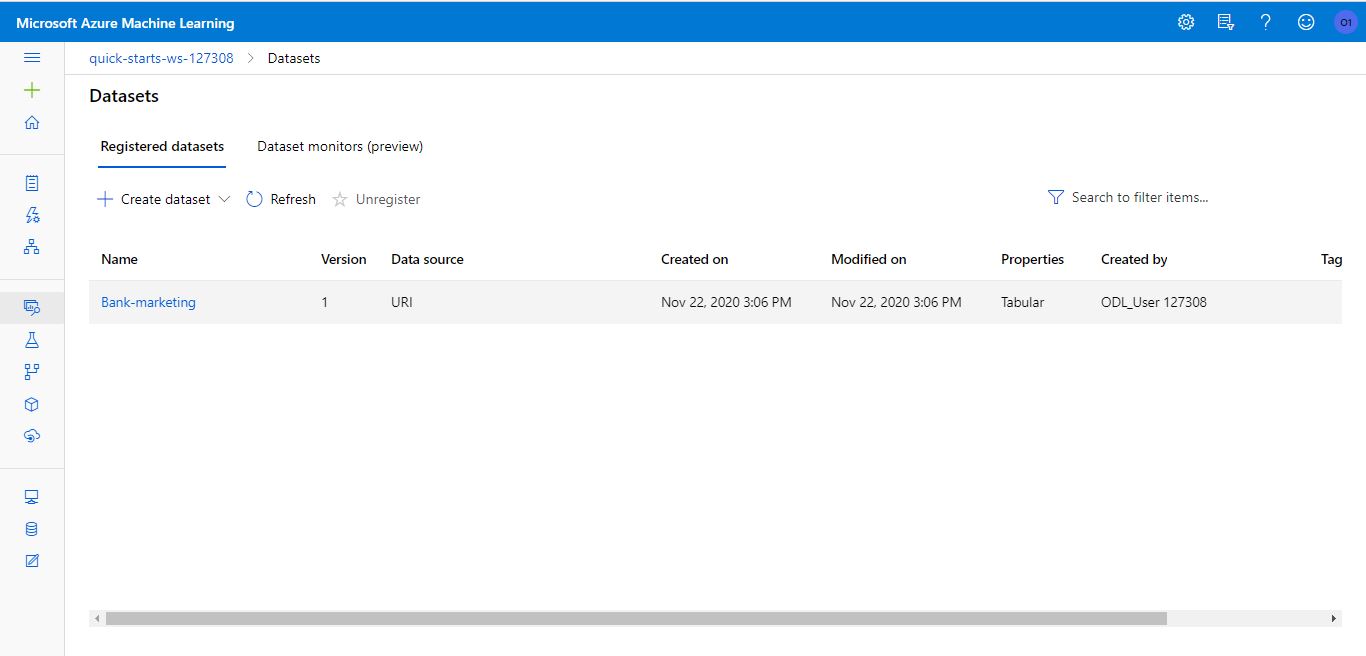 Microsoft Azure Machine Learning
O1
quick-starts-ws-127308 > Datasets
Datasets
Registered datasets Dataset monitors (preview)
Create dataset Refresh Unregister Search to filter items...
Name Version Data source Created on Modified on Properties Created by Tag
Bank-marketing 1 URI Nov 22, 2020 3:06 PM Nov 22, 2020 3:06 PM Tabular ODL_User 127308